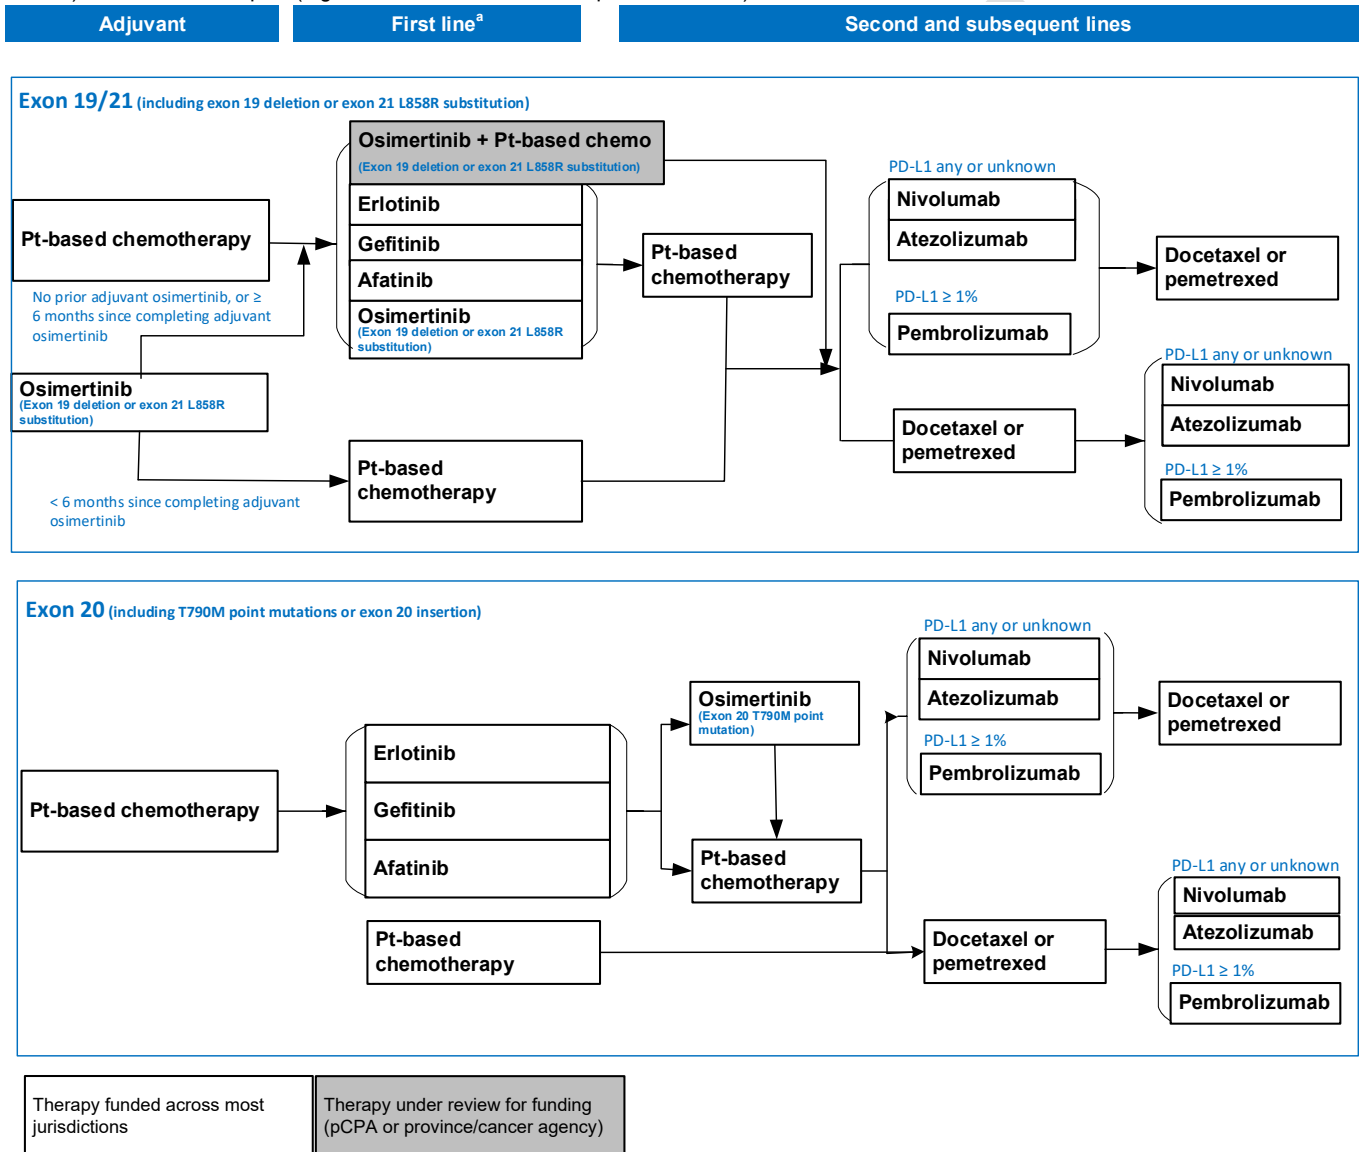 Adjuvant
First lineᵃ
Second and subsequent lines
Exon 19/21 (including exon 19 deletion or exon 21 L858R substitution)
Osimertinib + Pt-based chemo
(Exon 19 deletion or exon 21 L858R substitution)
Erlotinib
Gefitinib
Afatinib
Osimertinib
(Exon 19 deletion or exon 21 L858R
substitution)
Pt-based chemotherapy
No prior adjuvant osimertinib, or ≥
6 months since completing adjuvant
osimertinib
Osimertinib
(Exon 19 deletion or exon 21 L858R
substitution)
< 6 months since completing adjuvant
osimertinib
Pt-based
chemotherapy
Pt-based
chemotherapy
PD-L1 any or unknown
Nivolumab
Atezolizumab
PD-L1 ≥ 1%
Pembrolizumab
Docetaxel or
pemetrexed
Docetaxel or
pemetrexed
PD-L1 any or unknown
Nivolumab
Atezolizumab
PD-L1 ≥ 1%
Pembrolizumab
Exon 20 (including T790M point mutations or exon 20 insertion)
Pt-based chemotherapy
Erlotinib
Gefitinib
Afatinib
Pt-based
chemotherapy
Osimertinib
(Exon 20 T790M point
mutation)
Pt-based
chemotherapy
PD-L1 any or unknown
Nivolumab
Atezolizumab
PD-L1 ≥ 1%
Pembrolizumab
Docetaxel or
pemetrexed
Docetaxel or
pemetrexed
PD-L1 any or unknown
Nivolumab
Atezolizumab
PD-L1 ≥ 1%
Pembrolizumab
Therapy funded across most
jurisdictions
Therapy under review for funding
(pCPA or province/cancer agency)